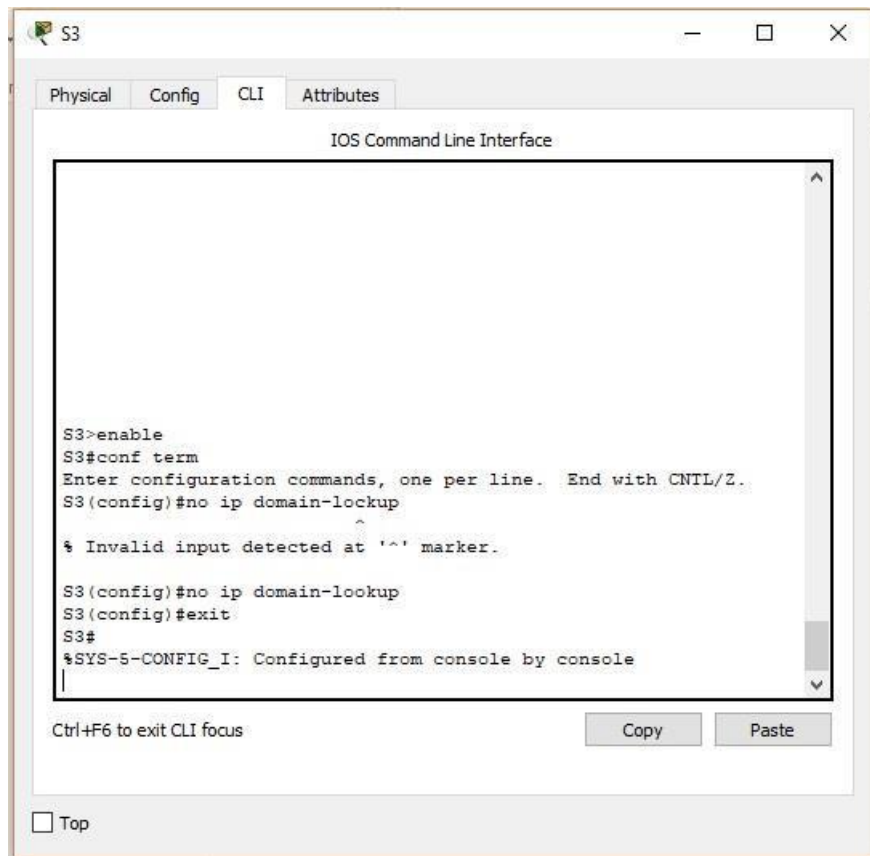 S3
Physical Config CLI Attributes
IOS Command Line Interface
S3>enable
S3#conf term
Enter configuration commands, one per line.  End with CNTL/Z.
S3(config)#no ip domain-lockup
^
% Invalid input detected at '^' marker.
S3(config)#no ip domain-lookup
S3(config)#exit
S3#
%SYS-5-CONFIG_I: Configured from console by console
Ctrl+F6 to exit CLI focus Copy Paste
Top